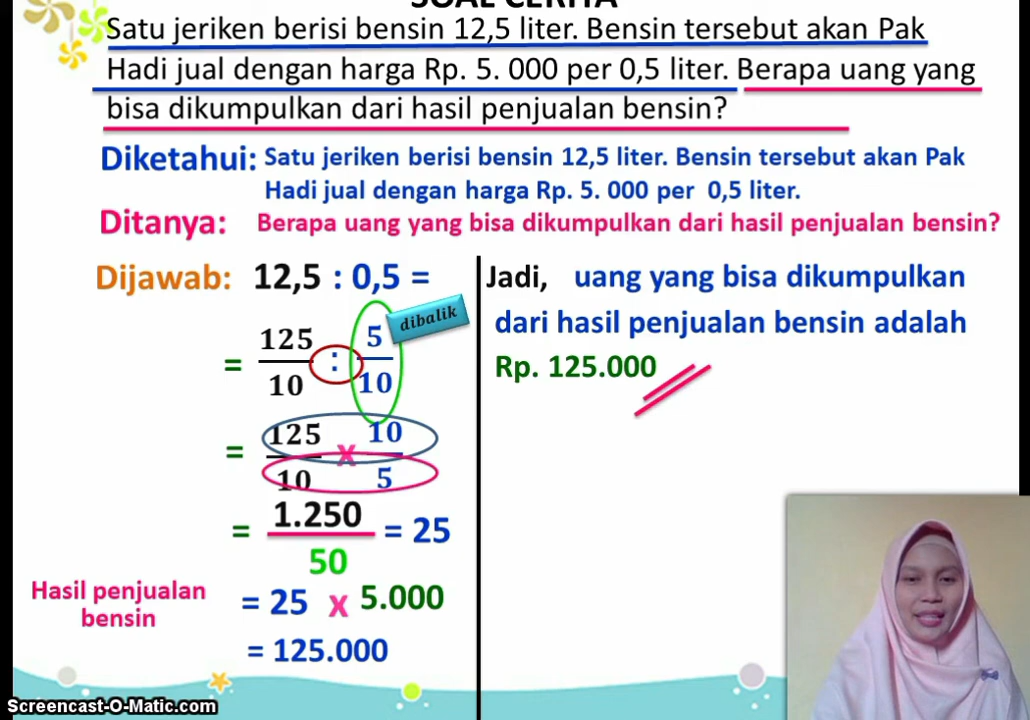 SOAL CERITA
Satu jeriken berisi bensin 12,5 liter. Bensin tersebut akan Pak
Hadi jual dengan harga Rp. 5. 000 per 0,5 liter. Berapa uang yang
bisa dikumpulkan dari hasil penjualan bensin?
Diketahui: Satu jeriken berisi bensin 12,5 liter. Bensin tersebut akan Pak
Hadi jual dengan harga Rp. 5. 000 per 0,5 liter.
Ditanya: Berapa uang yang bisa dikumpulkan dari hasil penjualan bensin?
Dijawab: 12,5 : 0,5 =
dibalik
= 125/10 : 5/10
= 125/10 x 10/5
= 1.250/50 = 25
Hasil penjualan
bensin
= 25 x 5.000
= 125.000
Jadi, uang yang bisa dikumpulkan
dari hasil penjualan bensin adalah
Rp. 125.000
Screencast-O-Matic.com